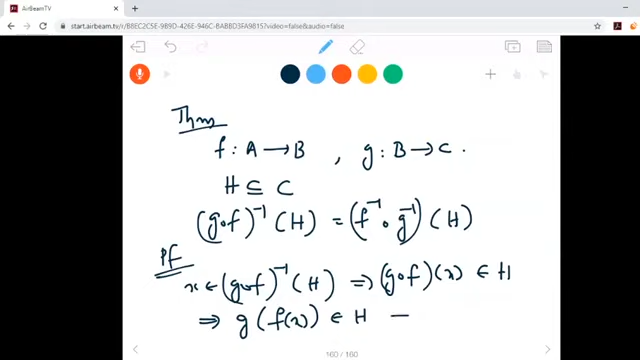 AirBeamTV
start.airbeam.tv/B8EC2C5B-9B9D-426E-946C-BABBD3FA9815?video=false&audio=false
Thm
f : A → B , g : B → C .
H ⊆ C
(g∘f)⁻¹ (H) = (f⁻¹ ∘ g⁻¹) (H)
Pf
x ∈ (g∘f)⁻¹ (H) ⇒ (g∘f) (x) ∈ H
⇒ g ( f(x) ) ∈ H —
160 / 160